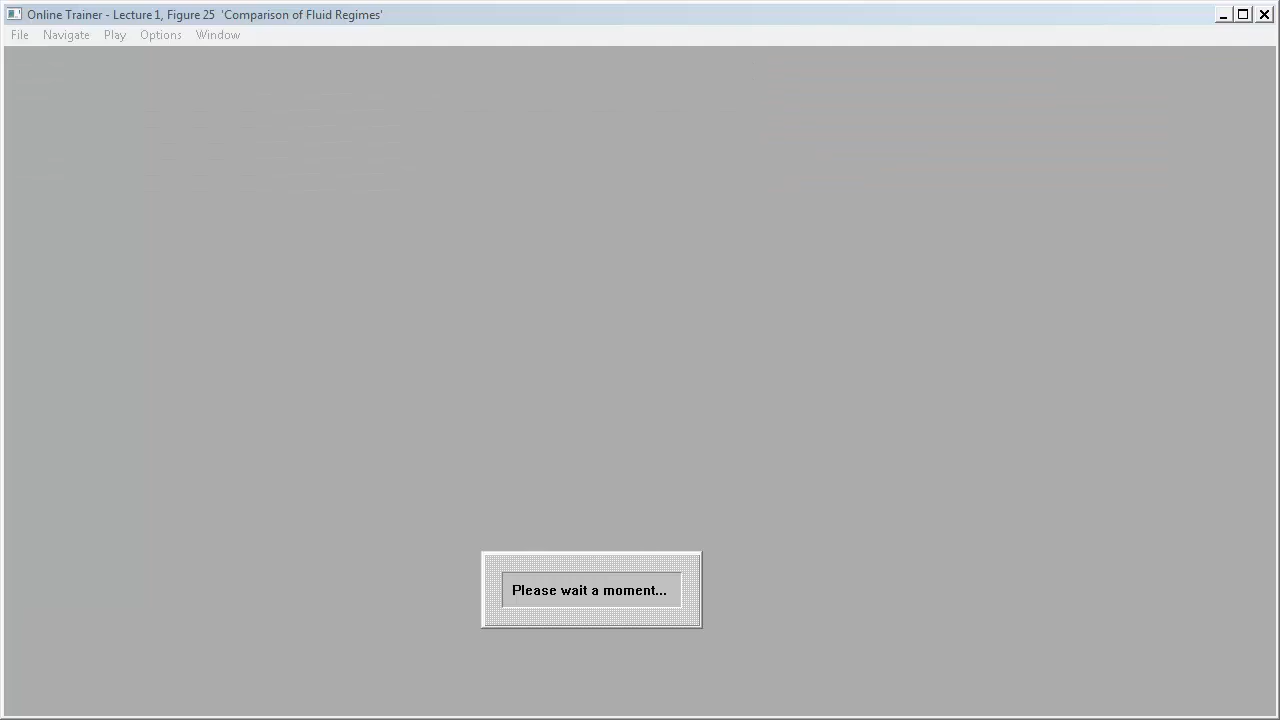 Online Trainer - Lecture 1, Figure 25 'Comparison of Fluid Regimes'
File Navigate Play Options Window
Please wait a moment...